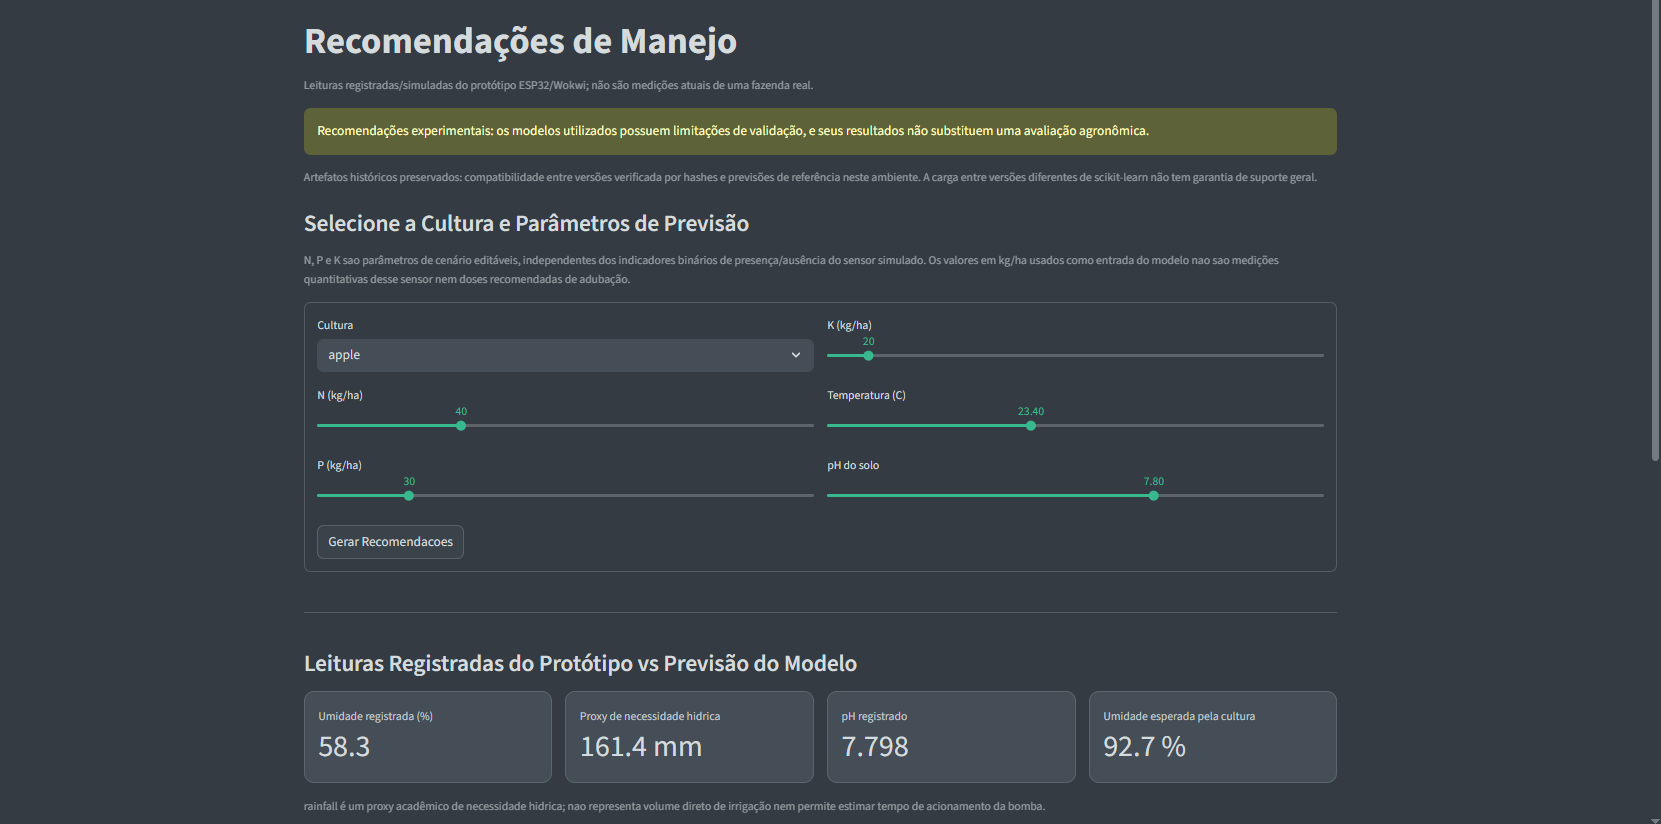 Recomendações de Manejo
Leituras registradas/simuladas do protótipo ESP32/Wokwi; não são medições atuais de uma fazenda real.
Recomendações experimentais: os modelos utilizados possuem limitações de validação, e seus resultados não substituem uma avaliação agronômica.
Artefatos históricos preservados: compatibilidade entre versões verificada por hashes e previsões de referência neste ambiente. A carga entre versões diferentes de scikit-learn não tem garantia de suporte geral.
Selecione a Cultura e Parâmetros de Previsão
N, P e K sao parâmetros de cenário editáveis, independentes dos indicadores binários de presença/ausência do sensor simulado. Os valores em kg/ha usados como entrada do modelo nao sao medições
quantitativas desse sensor nem doses recomendadas de adubação.
Cultura
apple
K (kg/ha)
20
N (kg/ha)
40
Temperatura (C)
23.40
P (kg/ha)
30
pH do solo
7.80
Gerar Recomendacoes
Leituras Registradas do Protótipo vs Previsão do Modelo
Umidade registrada (%)
58.3
Proxy de necessidade hidrica
161.4 mm
pH registrado
7.798
Umidade esperada pela cultura
92.7 %
rainfall é um proxy acadêmico de necessidade hidrica; nao representa volume direto de irrigação nem permite estimar tempo de acionamento da bomba.